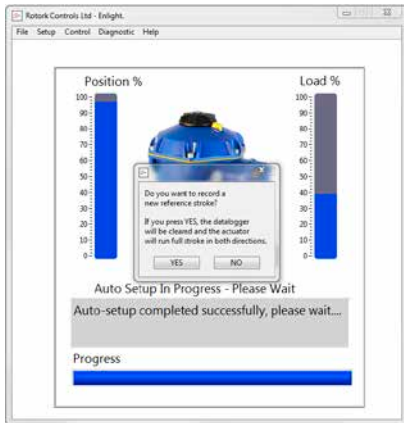 Rotork Controls Ltd - Enlight.
File Setup Control Diagnostic Help
Position % Load %
100 100
90 90
80 80
70 70
60 60
50 50
40 40
30 30
20 20
10 10
0 0
Do you want to record a
new reference stroke?
If you press YES, the datalogger
will be cleared and the actuator
will run full stroke in both directions.
YES NO
Auto Setup In Progress - Please Wait
Auto-setup completed successfully, please wait....
Progress